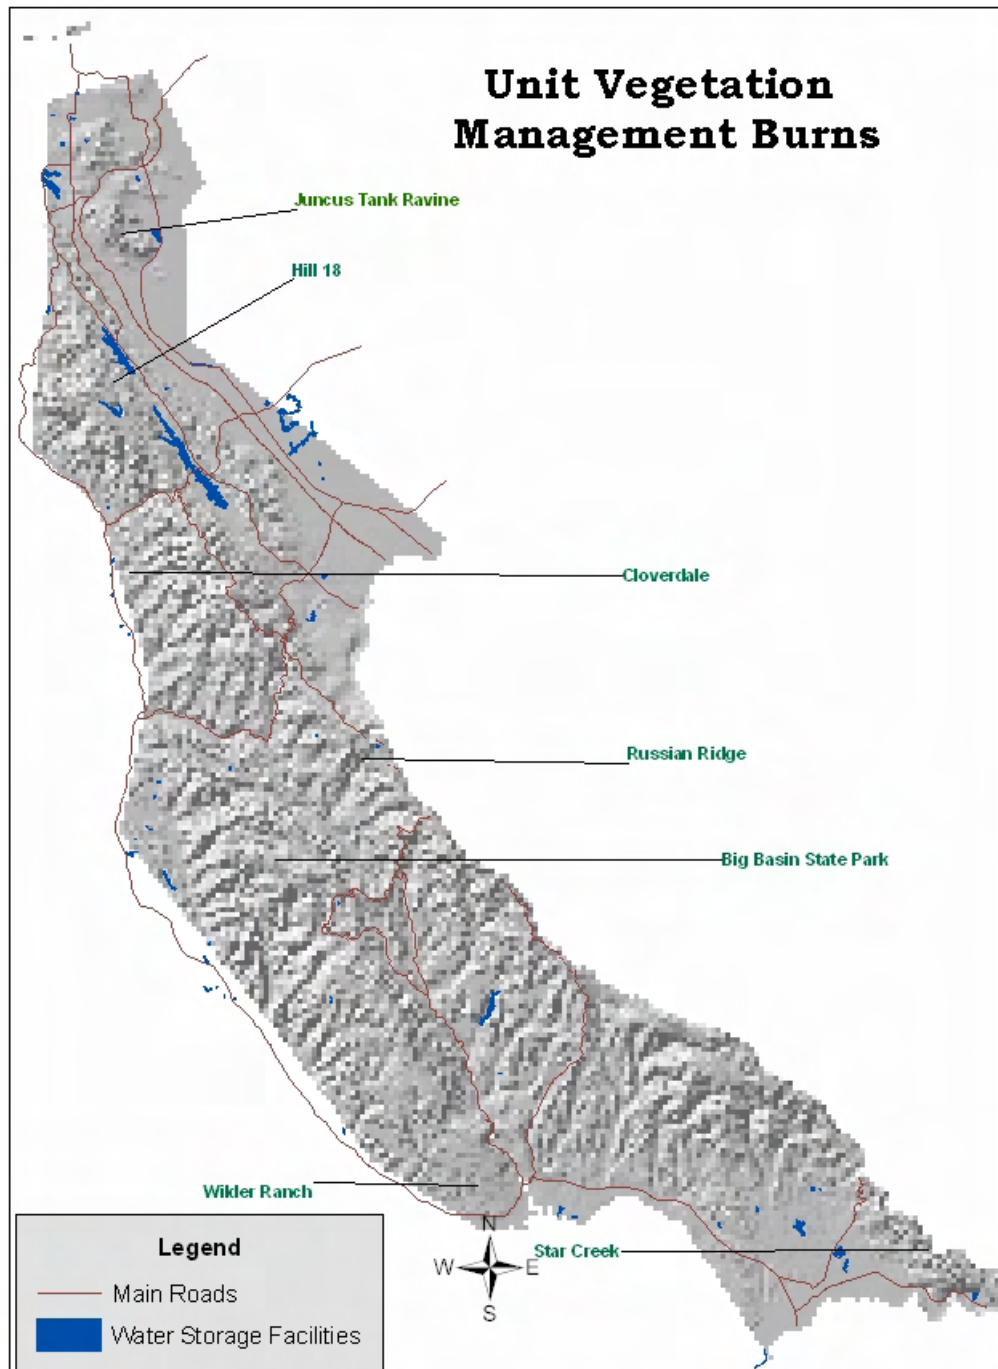 Unit Vegetation
Management Burns
Juncus Tank Ravine
Hill 18
Cloverdale
Russian Ridge
Big Basin State Park
Wilder Ranch
Star Creek
N
W
E
S
Legend
Main Roads
Water Storage Facilities